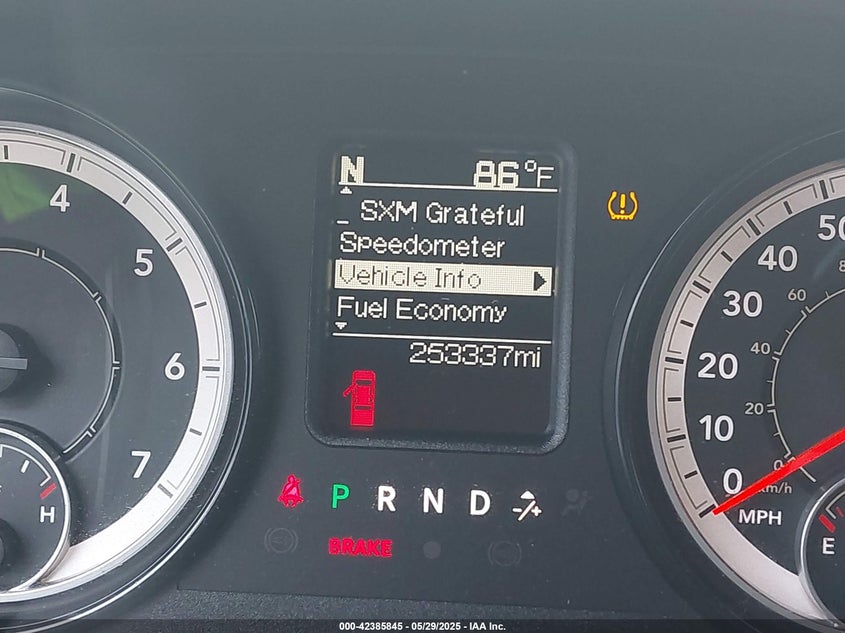 N 86°F
_ SXM Grateful
Speedometer
Vehicle Info
Fuel Economy
253337mi
4
5
6
7
H
P R N D
BRAKE
50
40
30
20
10
0
MPH
60
40
20
km/h
E
000-42385845 - 05/29/2025 - IAA Inc.